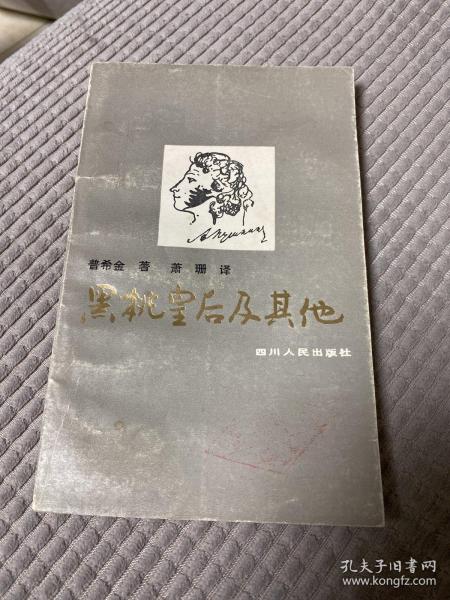 普希金 著 萧珊 译
黑桃皇后及其他
四川人民出版社
孔夫子旧书网
www.kongfz.com